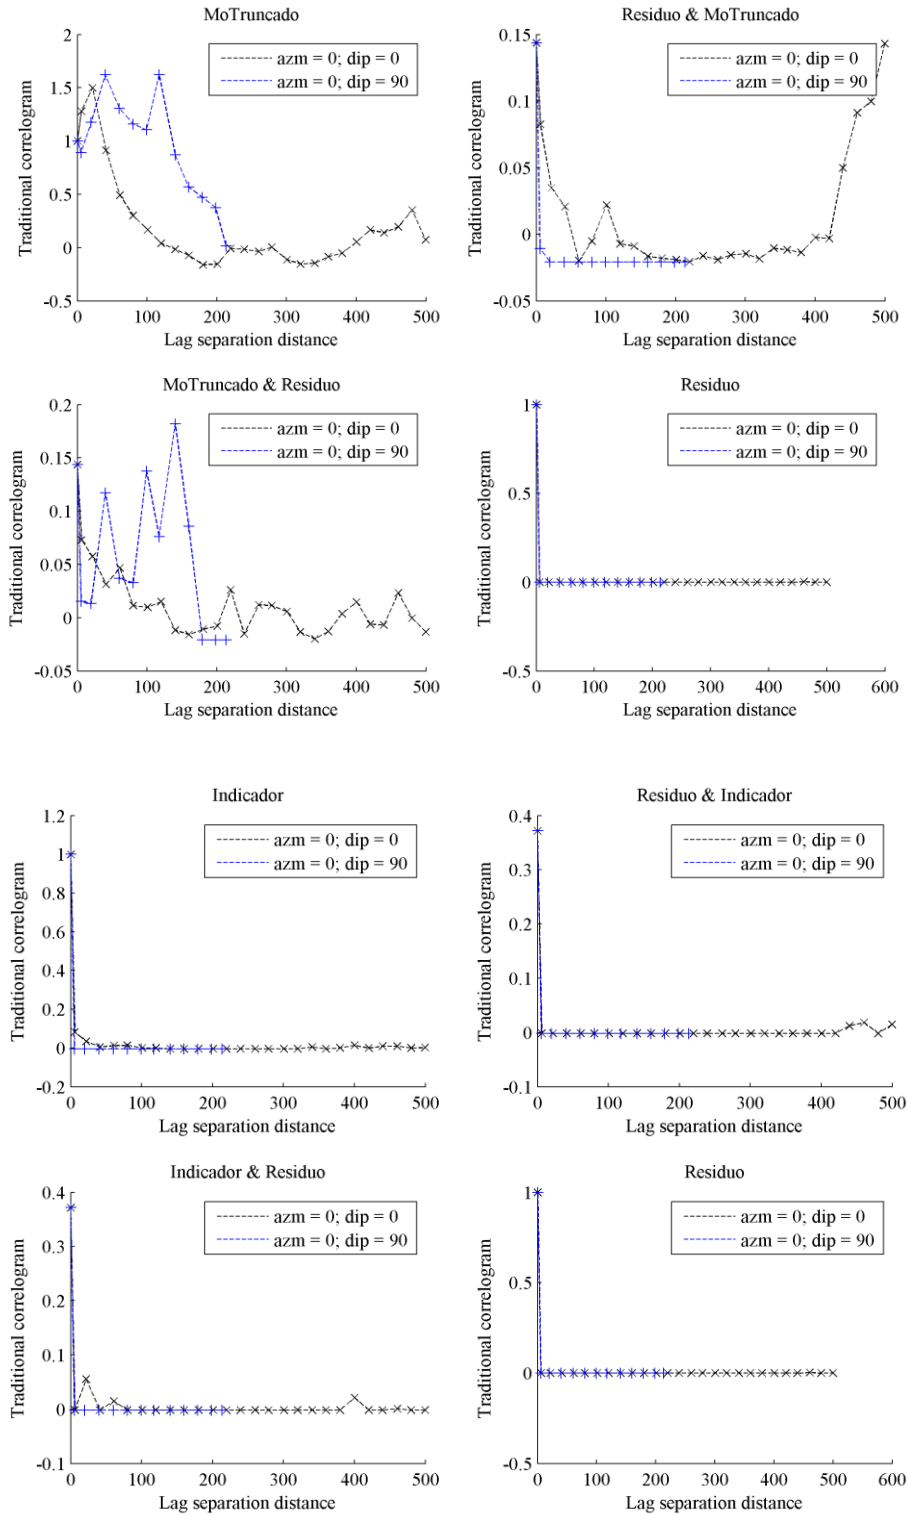 MoTruncado
2
1.5
1
0.5
0
-0.5
0 100 200 300 400 500
Traditional correlogram
Lag separation distance
azm = 0; dip = 0
azm = 0; dip = 90
Residuo & MoTruncado
0.15
0.1
0.05
0
-0.05
0 100 200 300 400 500
Traditional correlogram
Lag separation distance
azm = 0; dip = 0
azm = 0; dip = 90
MoTruncado & Residuo
0.2
0.15
0.1
0.05
0
-0.05
0 100 200 300 400 500
Traditional correlogram
Lag separation distance
azm = 0; dip = 0
azm = 0; dip = 90
Residuo
1
0.5
0
-0.5
0 100 200 300 400 500 600
Traditional correlogram
Lag separation distance
azm = 0; dip = 0
azm = 0; dip = 90
Indicador
1.2
1
0.8
0.6
0.4
0.2
0
-0.2
0 100 200 300 400 500
Traditional correlogram
Lag separation distance
azm = 0; dip = 0
azm = 0; dip = 90
Residuo & Indicador
0.4
0.3
0.2
0.1
0
-0.1
0 100 200 300 400 500
Traditional correlogram
Lag separation distance
azm = 0; dip = 0
azm = 0; dip = 90
Indicador & Residuo
0.4
0.3
0.2
0.1
0
-0.1
0 100 200 300 400 500
Traditional correlogram
Lag separation distance
azm = 0; dip = 0
azm = 0; dip = 90
Residuo
1
0.5
0
-0.5
0 100 200 300 400 500 600
Traditional correlogram
Lag separation distance
azm = 0; dip = 0
azm = 0; dip = 90